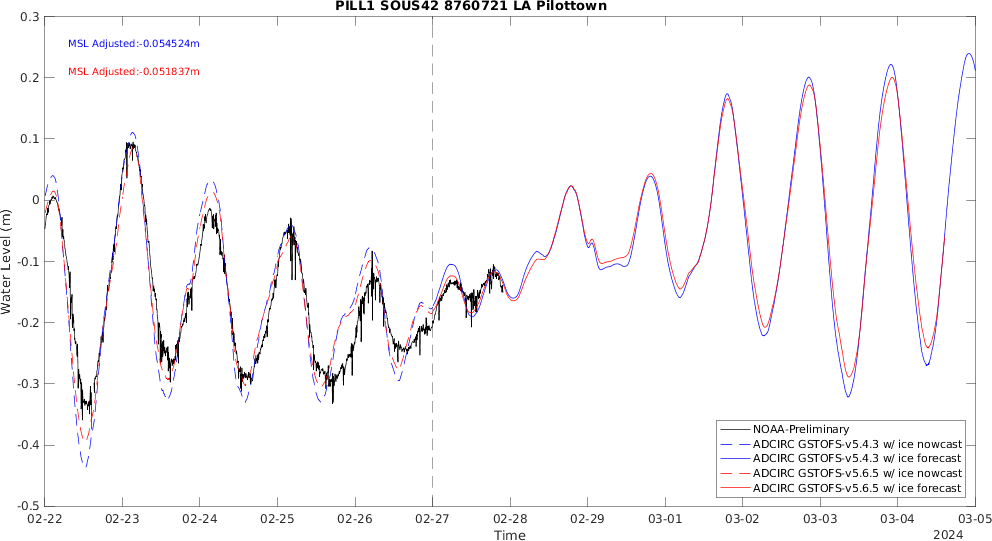 PILL1 SOUS42 8760721 LA Pilottown
MSL Adjusted:-0.054524m
MSL Adjusted:-0.051837m
0.3
0.2
0.1
0
-0.1
-0.2
-0.3
-0.4
-0.5
Water Level (m)
NOAA-Preliminary
ADCIRC GSTOFS-v5.4.3 w/ ice nowcast
ADCIRC GSTOFS-v5.4.3 w/ ice forecast
ADCIRC GSTOFS-v5.6.5 w/ ice nowcast
ADCIRC GSTOFS-v5.6.5 w/ ice forecast
02-22 02-23 02-24 02-25 02-26 02-27 02-28 02-29 03-01 03-02 03-03 03-04 03-05
Time
2024